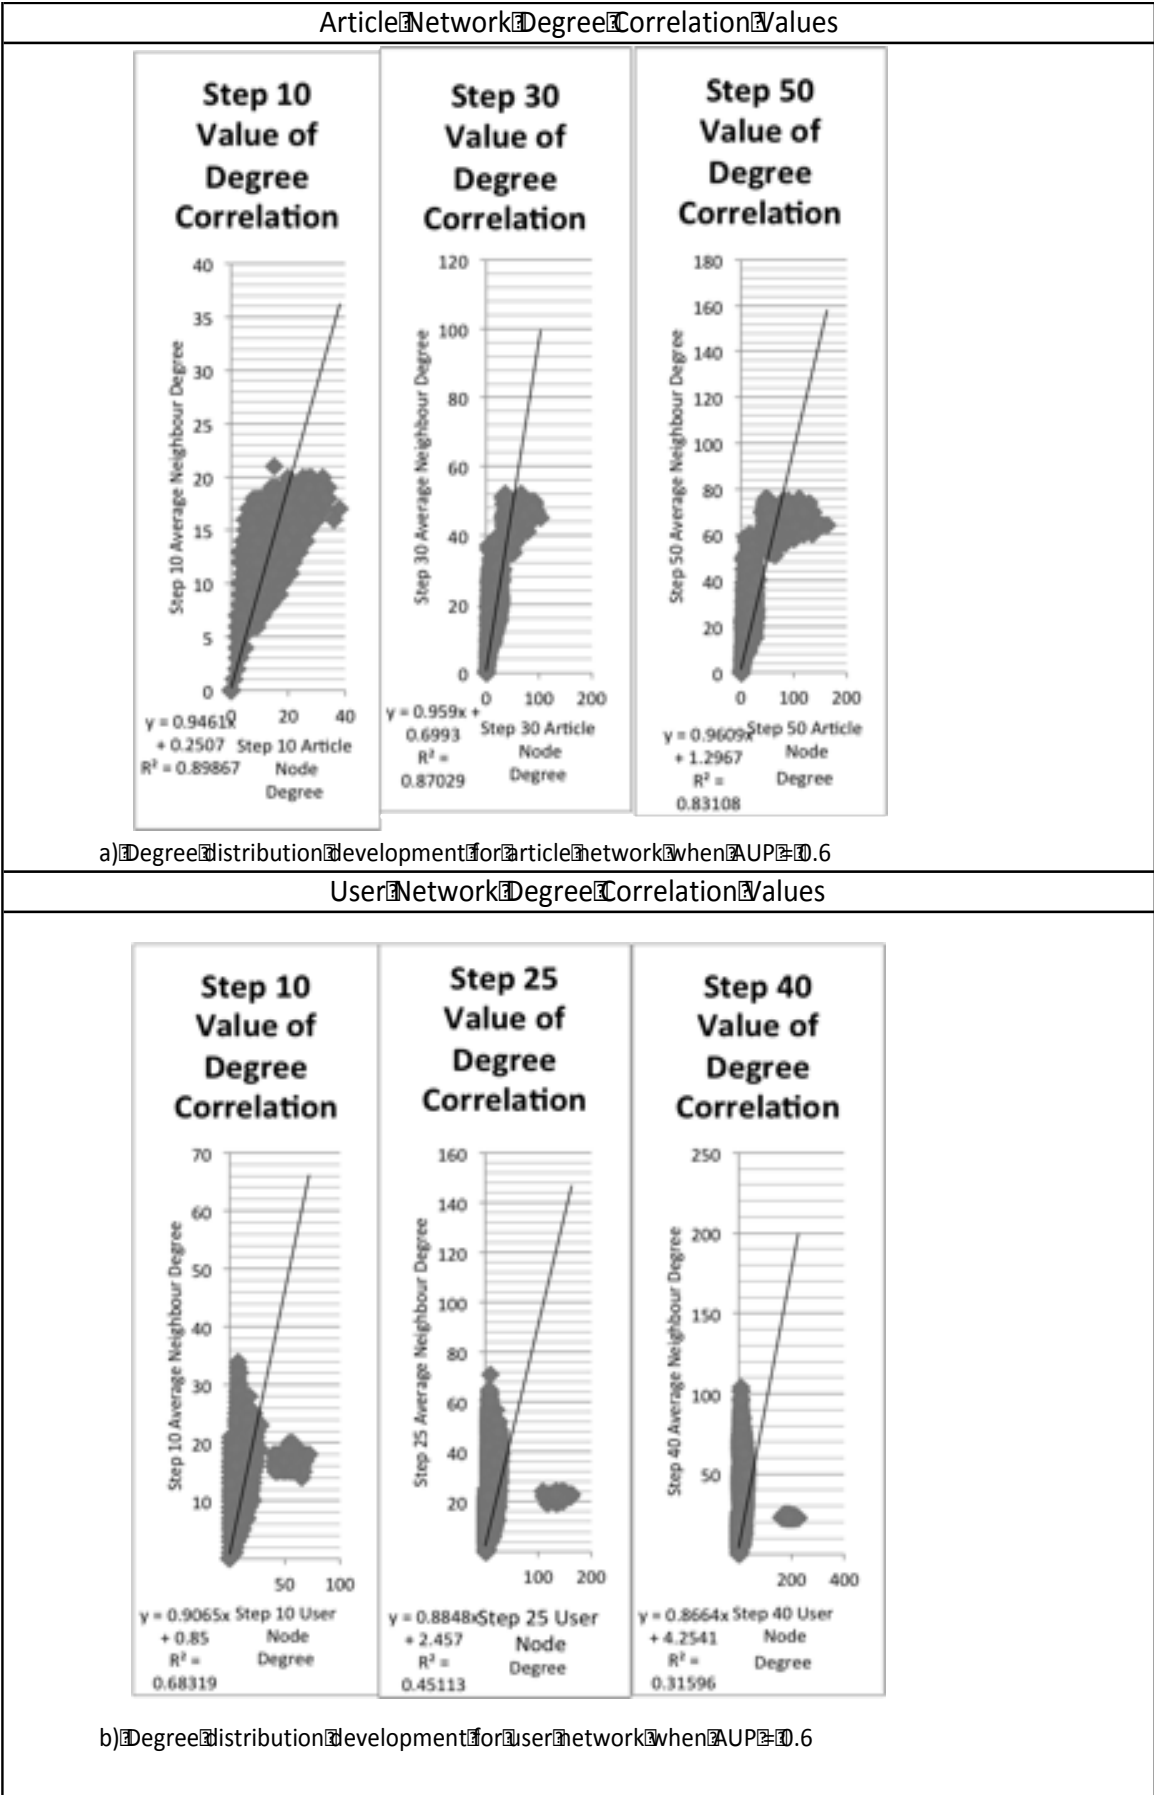 Article Network Degree Correlation Values
Step 10
Value of
Degree
Correlation
40
35
30
25
20
15
10
5
0
Step 10 Average Neighbour Degree
0 20 40
y = 0.9461x
+ 0.2507
R² = 0.89867
Step 10 Article
Node
Degree
Step 30
Value of
Degree
Correlation
120
100
80
60
40
20
0
Step 30 Average Neighbour Degree
0 100 200
y = 0.959x +
0.6993
R² =
0.87029
Step 30 Article
Node
Degree
Step 50
Value of
Degree
Correlation
180
160
140
120
100
80
60
40
20
0
Step 50 Average Neighbour Degree
0 100 200
y = 0.9609x
+ 1.2967
R² =
0.83108
Step 50 Article
Node
Degree
a) Degree distribution development for article network when AUP = 0.6
User Network Degree Correlation Values
Step 10
Value of
Degree
Correlation
70
60
50
40
30
20
10
Step 10 Average Neighbour Degree
50 100
y = 0.9065x
+ 0.85
R² =
0.68319
Step 10 User
Node
Degree
Step 25
Value of
Degree
Correlation
160
140
120
100
80
60
40
20
Step 25 Average Neighbour Degree
100 200
y = 0.8848x
+ 2.457
R² =
0.45113
Step 25 User
Node
Degree
Step 40
Value of
Degree
Correlation
250
200
150
100
50
Step 40 Average Neighbour Degree
200 400
y = 0.8664x
+ 4.2541
R² =
0.31596
Step 40 User
Node
Degree
b) Degree distribution development for user network when AUP = 0.6